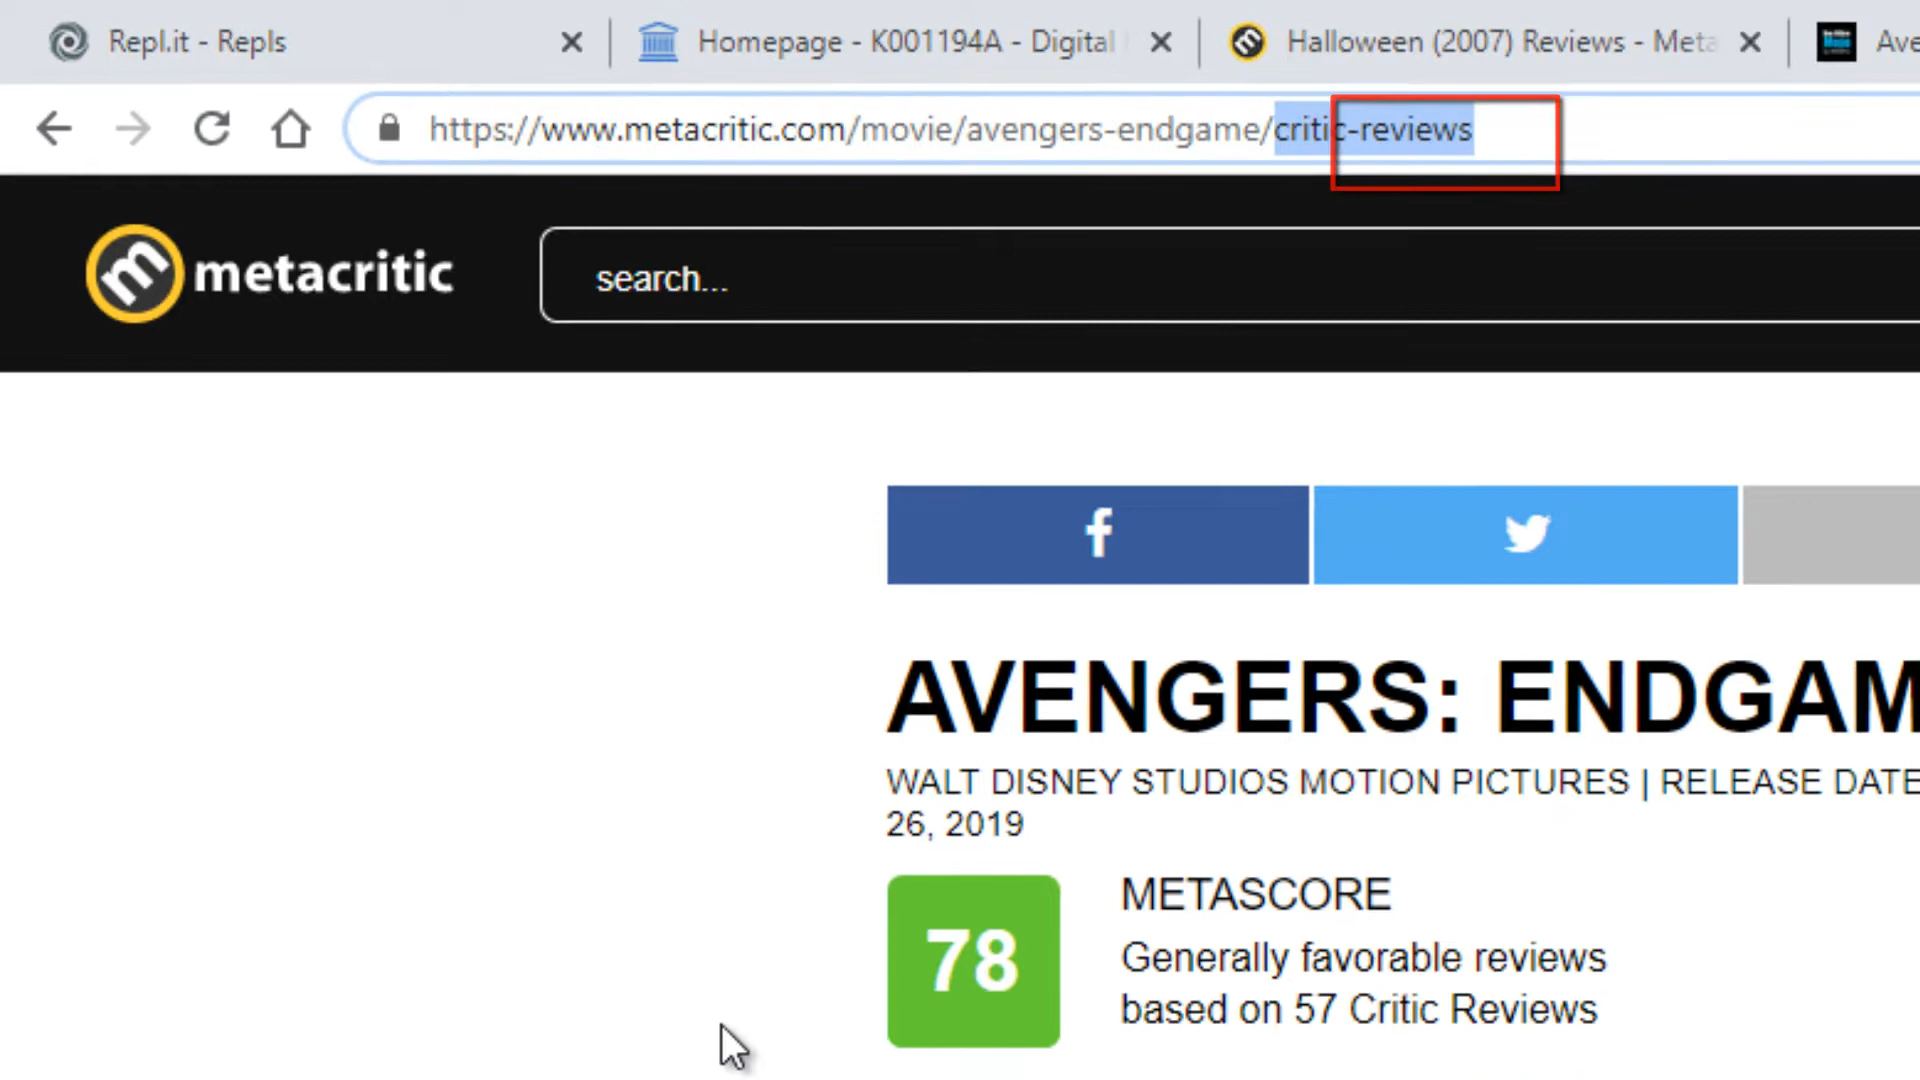 Repl.it - Repls
Homepage - K001194A - Digital
Halloween (2007) Reviews - Meta
Ave
https://www.metacritic.com/movie/avengers-endgame/critic-reviews
metacritic
search...
AVENGERS: ENDGAM
WALT DISNEY STUDIOS MOTION PICTURES | RELEASE DATE
26, 2019
78
METASCORE
Generally favorable reviews
based on 57 Critic Reviews